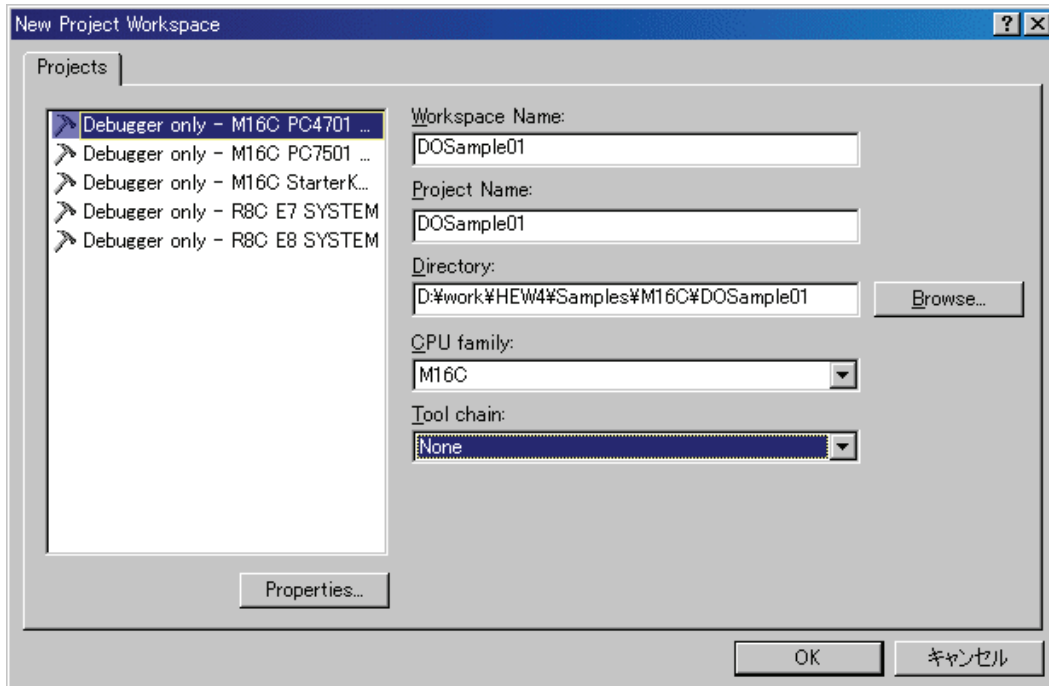 New Project Workspace
Projects
Debugger only - M16C PC4701 ...
Debugger only - M16C PC7501 ...
Debugger only - M16C StarterK...
Debugger only - R8C E7 SYSTEM
Debugger only - R8C E8 SYSTEM
Properties...
Workspace Name:
DOSample01
Project Name:
DOSample01
Directory:
D:¥work¥HEW4¥Samples¥M16C¥DOSample01
Browse...
CPU family:
M16C
Tool chain:
None
OK
キャンセル